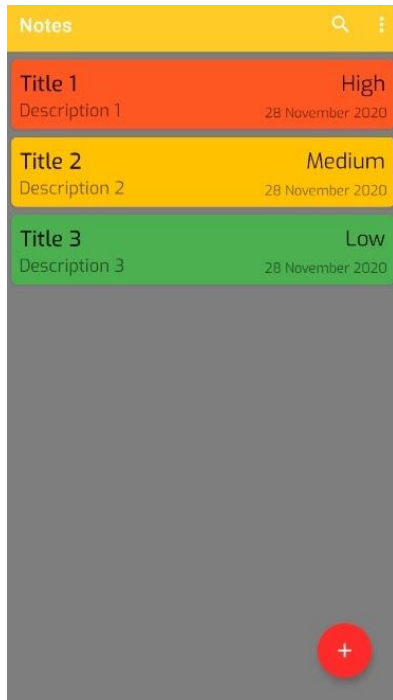 Notes
Title 1 High
Description 1 28 November 2020
Title 2 Medium
Description 2 28 November 2020
Title 3 Low
Description 3 28 November 2020
+